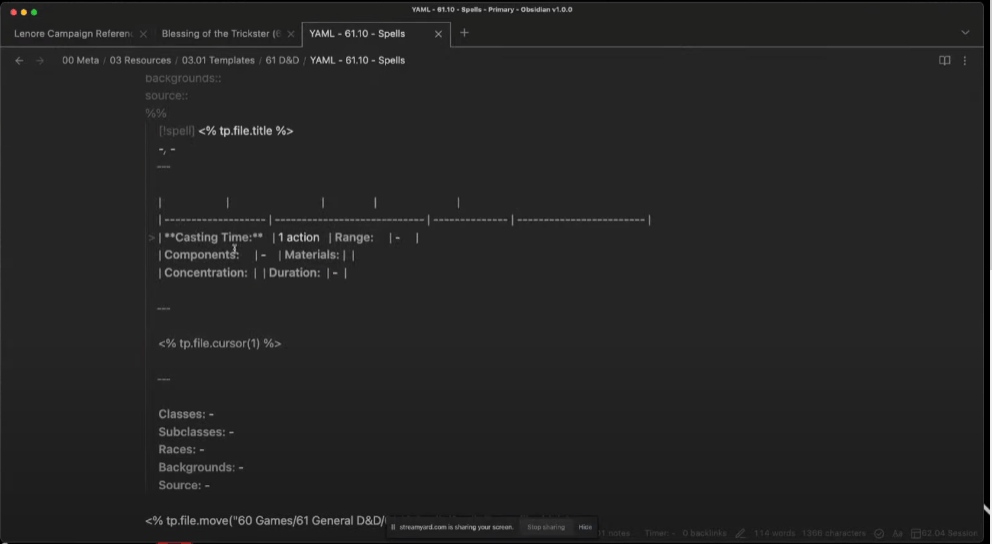 YAML - 61.10 - Spells - Primary - Obsidian v1.0.0
Lenore Campaign Referen
Blessing of the Trickster (6
YAML - 61.10 - Spells
00 Meta / 03 Resources / 03.01 Templates / 61 D&D / YAML - 61.10 - Spells
backgrounds::
source::
%%
[!spell] <% tp.file.title %>
-, -
---
| | | | |
|-------------------|----------------------------|--------------|------------------------|
> |**Casting Time:** |1 action |Range: |- |
|Components: |- |Materials: | |
|Concentration: | |Duration: |- |
---
<% tp.file.cursor(1) %>
---
Classes: -
Subclasses: -
Races: -
Backgrounds: -
Source: -
<% tp.file.move("60 Games/61 General D&D/
streamyard.com is sharing your screen.
Stop sharing
Hide
notes
Timer: -
0 backlinks
114 words
1366 characters
Aa
02.04 Session